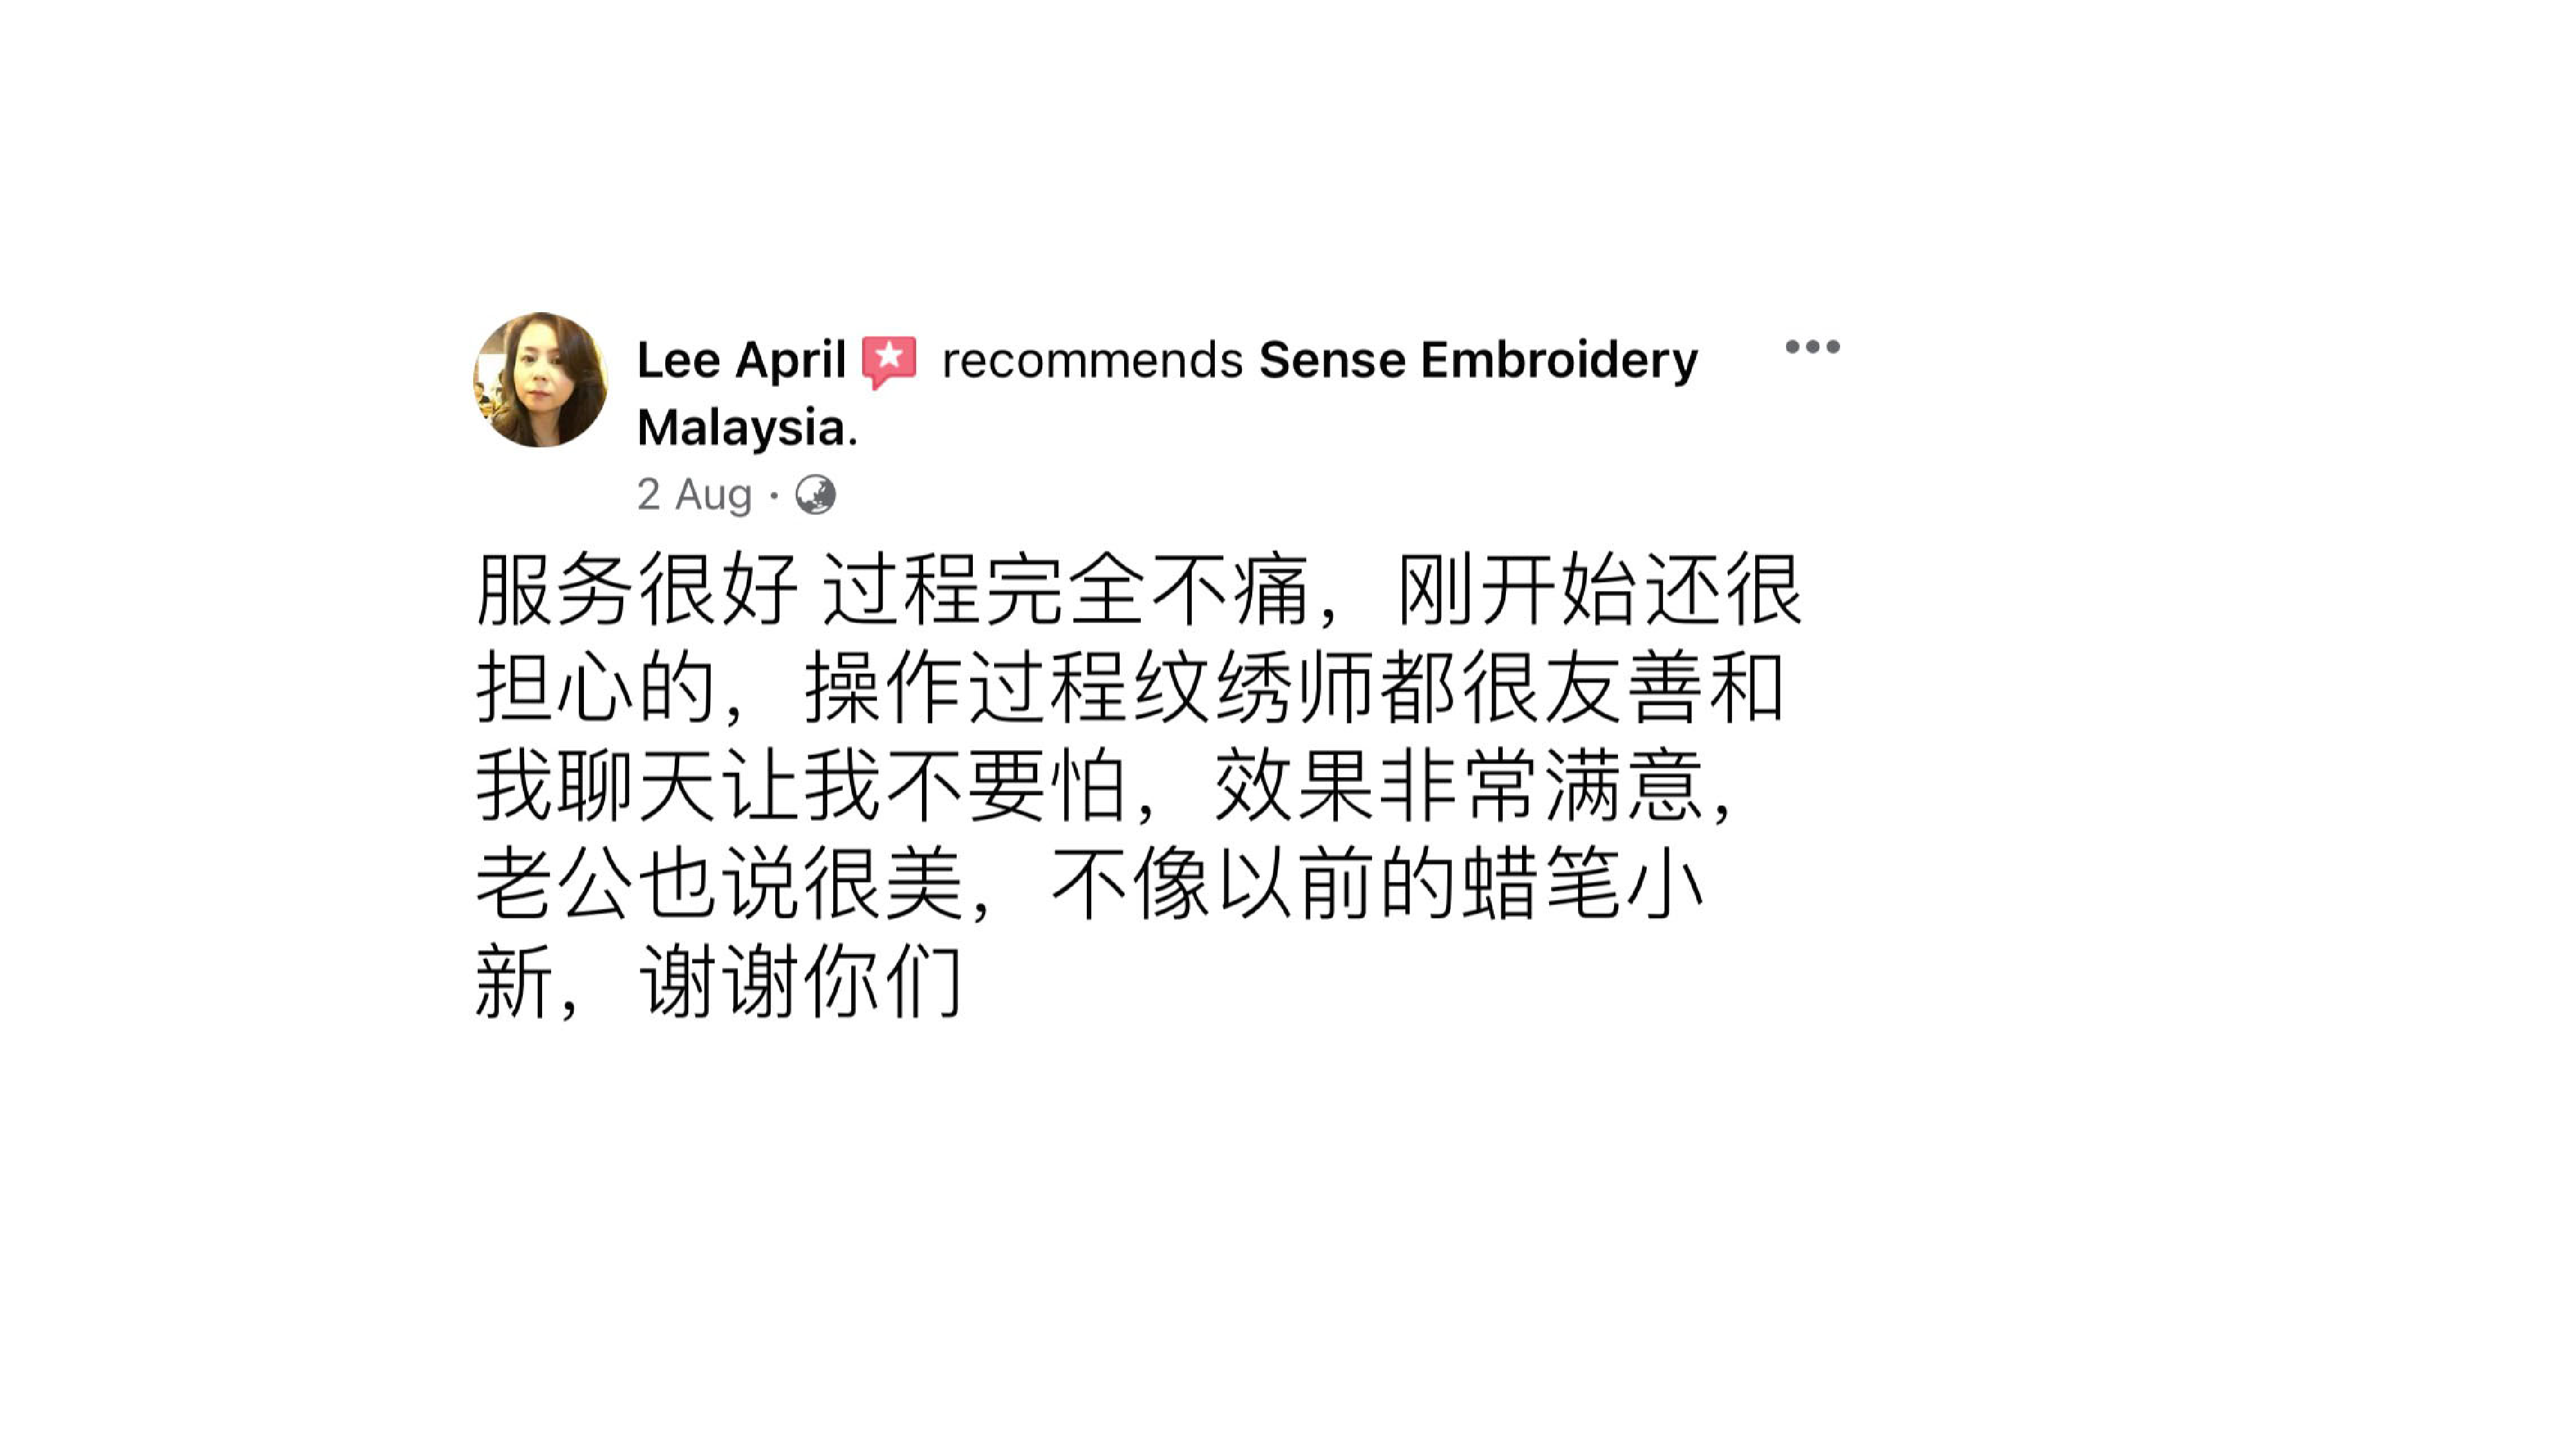 Lee April recommends Sense Embroidery
Malaysia.
2 Aug ·
服务很好 过程完全不痛，刚开始还很
担心的，操作过程纹绣师都很友善和
我聊天让我不要怕，效果非常满意，
老公也说很美，不像以前的蜡笔小
新，谢谢你们